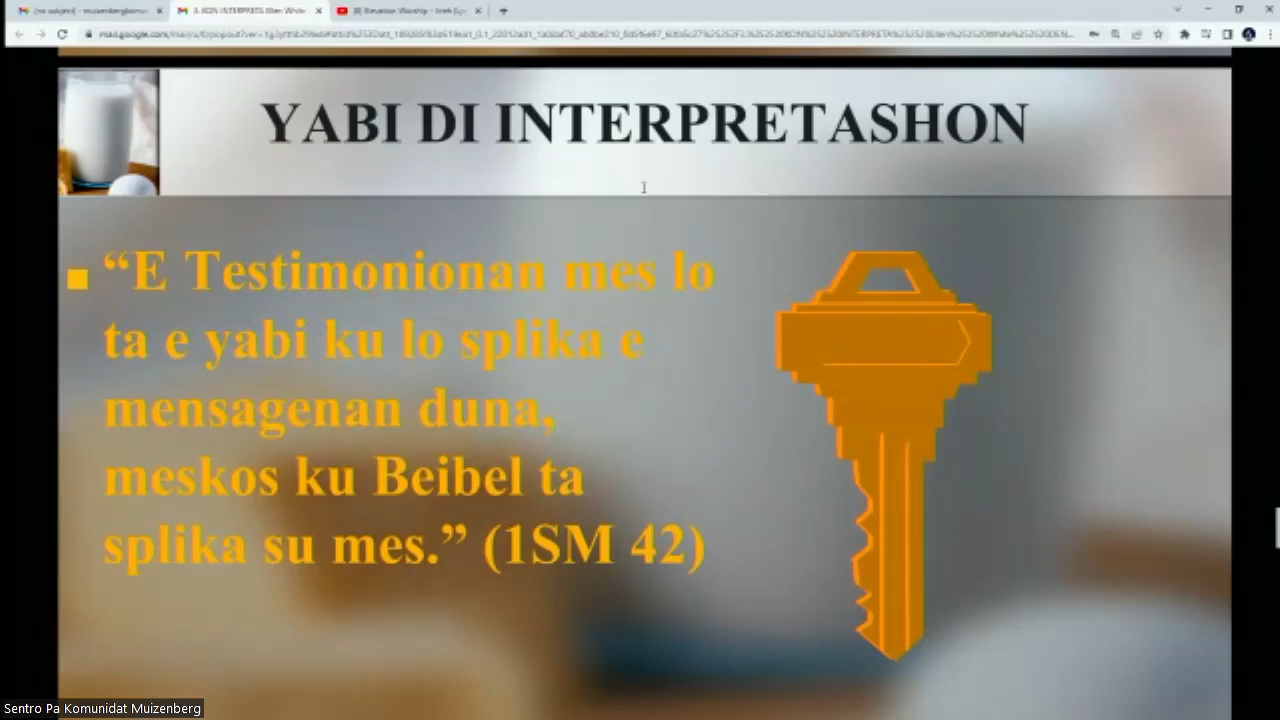 YABI DI INTERPRETASHON
“E Testimonionan mes lo
ta e yabi ku lo splika e
mensagenan duna,
meskos ku Beibel ta
splika su mes.” (1SM 42)
Sentro Pa Komunidat Muizenberg